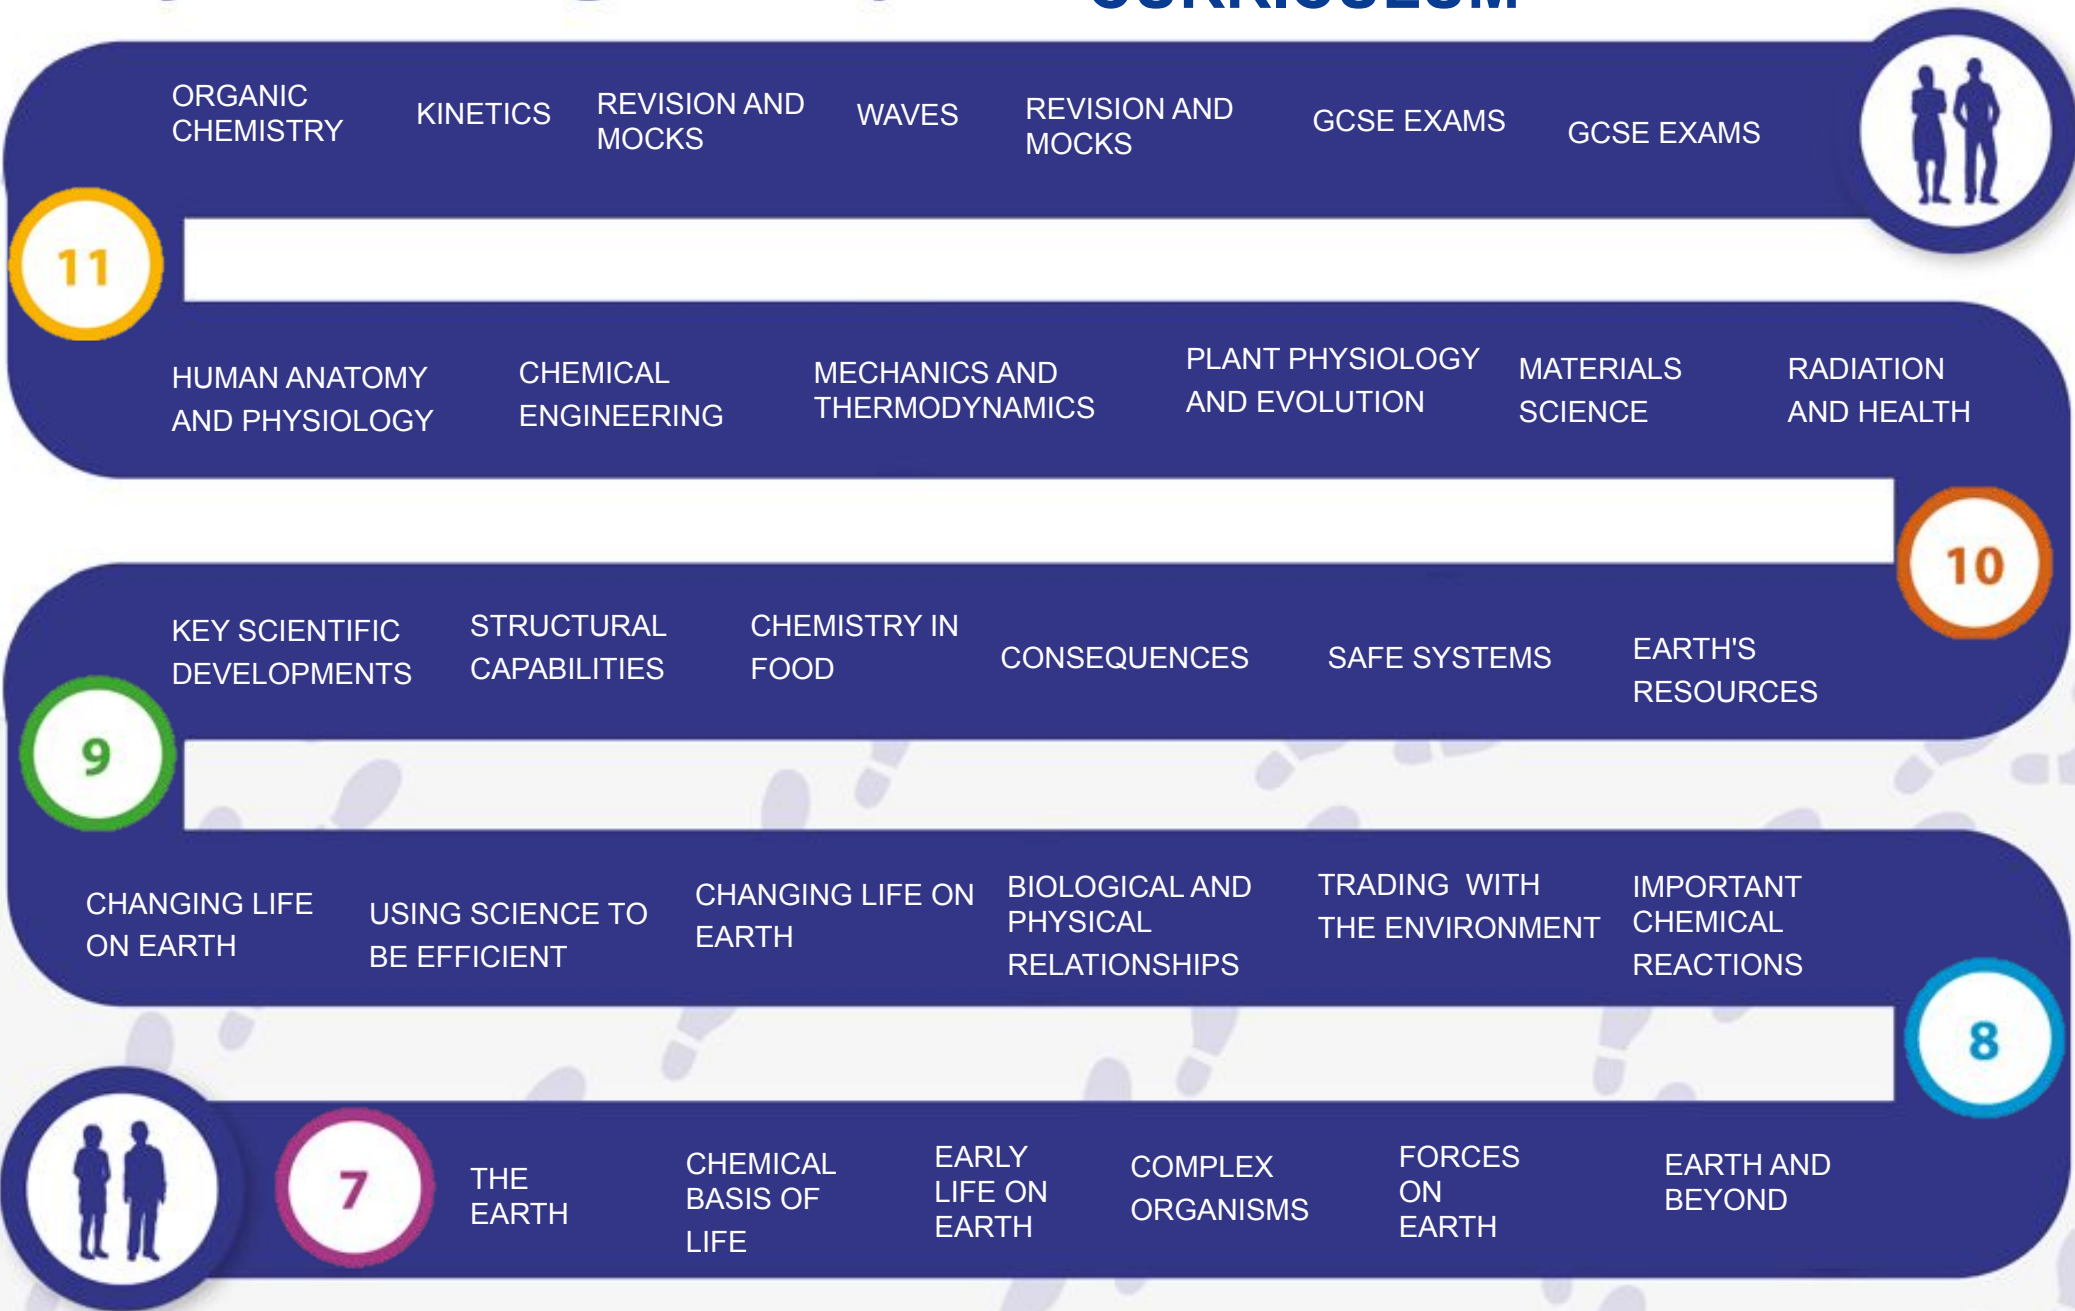 CURRICULUM
ORGANIC
CHEMISTRY
KINETICS
REVISION AND
MOCKS
WAVES
REVISION AND
MOCKS
GCSE EXAMS
GCSE EXAMS
11
HUMAN ANATOMY
AND PHYSIOLOGY
CHEMICAL
ENGINEERING
MECHANICS AND
THERMODYNAMICS
PLANT PHYSIOLOGY
AND EVOLUTION
MATERIALS
SCIENCE
RADIATION
AND HEALTH
10
KEY SCIENTIFIC
DEVELOPMENTS
STRUCTURAL
CAPABILITIES
CHEMISTRY IN
FOOD
CONSEQUENCES
SAFE SYSTEMS
EARTH'S
RESOURCES
9
CHANGING LIFE
ON EARTH
USING SCIENCE TO
BE EFFICIENT
CHANGING LIFE ON
EARTH
BIOLOGICAL AND
PHYSICAL
RELATIONSHIPS
TRADING WITH
THE ENVIRONMENT
IMPORTANT
CHEMICAL
REACTIONS
8
7
THE
EARTH
CHEMICAL
BASIS OF
LIFE
EARLY
LIFE ON
EARTH
COMPLEX
ORGANISMS
FORCES
ON
EARTH
EARTH AND
BEYOND